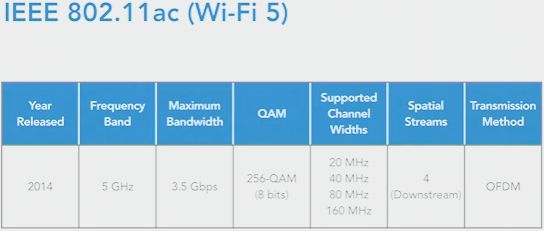 IEEE 802.11ac (Wi-Fi 5)
Year Released
Frequency Band
Maximum Bandwidth
QAM
Supported Channel Widths
Spatial Streams
Transmission Method
2014
5 GHz
3.5 Gbps
256-QAM
(8 bits)
20 MHz
40 MHz
80 MHz
160 MHz
4
(Downstream)
OFDM